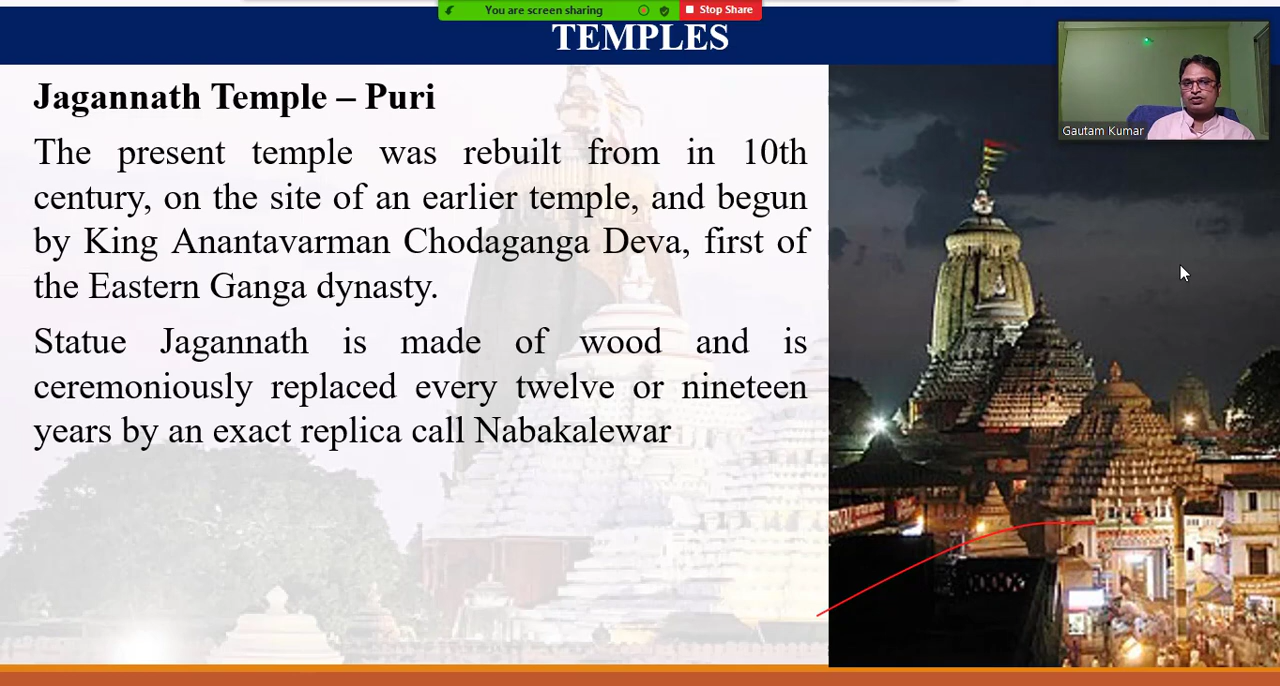 You are screen sharing
Stop Share
TEMPLES
Gautam Kumar
Jagannath Temple – Puri
The present temple was rebuilt from in 10th
century, on the site of an earlier temple, and begun
by King Anantavarman Chodaganga Deva, first of
the Eastern Ganga dynasty.
Statue Jagannath is made of wood and is
ceremoniously replaced every twelve or nineteen
years by an exact replica call Nabakalewar